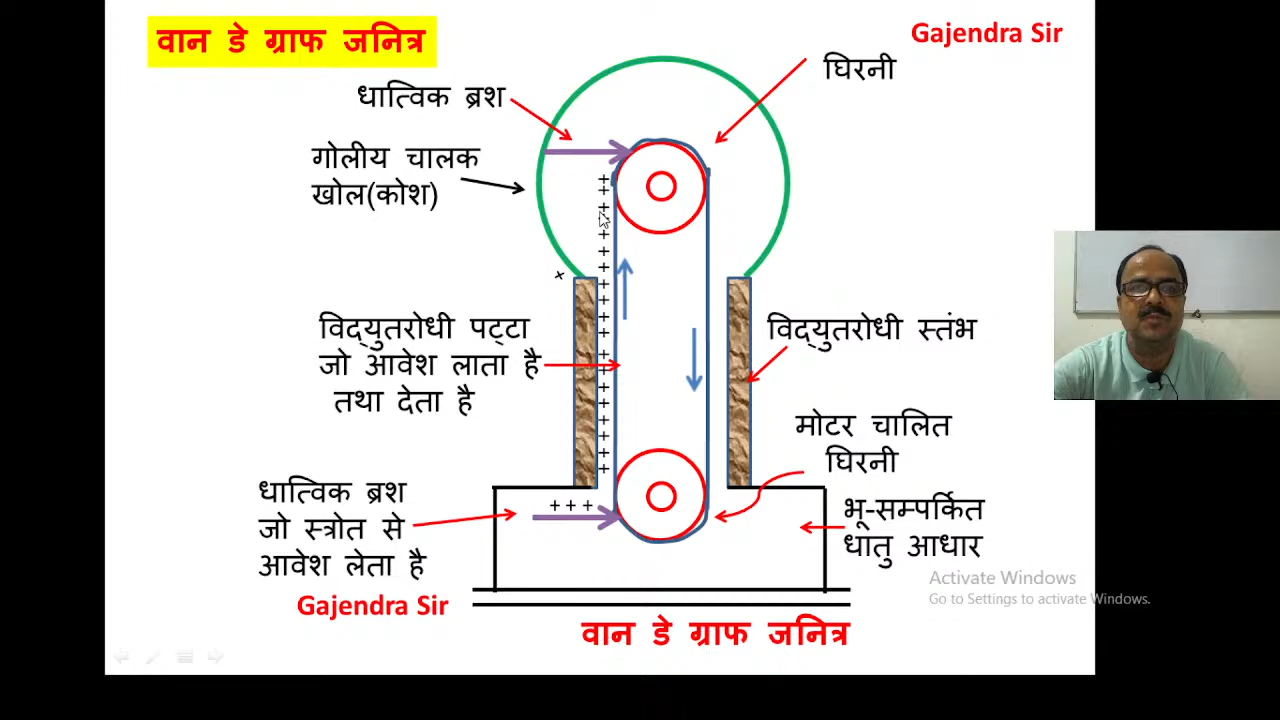 वान डे ग्राफ जनित्र
Gajendra Sir
घिरनी
धात्विक ब्रश
गोलीय चालक
खोल(कोश)
विद्युतरोधी पट्टा
जो आवेश लाता है
तथा देता है
विद्युतरोधी स्तंभ
मोटर चालित
घिरनी
धात्विक ब्रश
जो स्त्रोत से
आवेश लेता है
भू-सम्पर्कित
धातु आधार
Activate Windows
Go to Settings to activate Windows.
Gajendra Sir
वान डे ग्राफ जनित्र